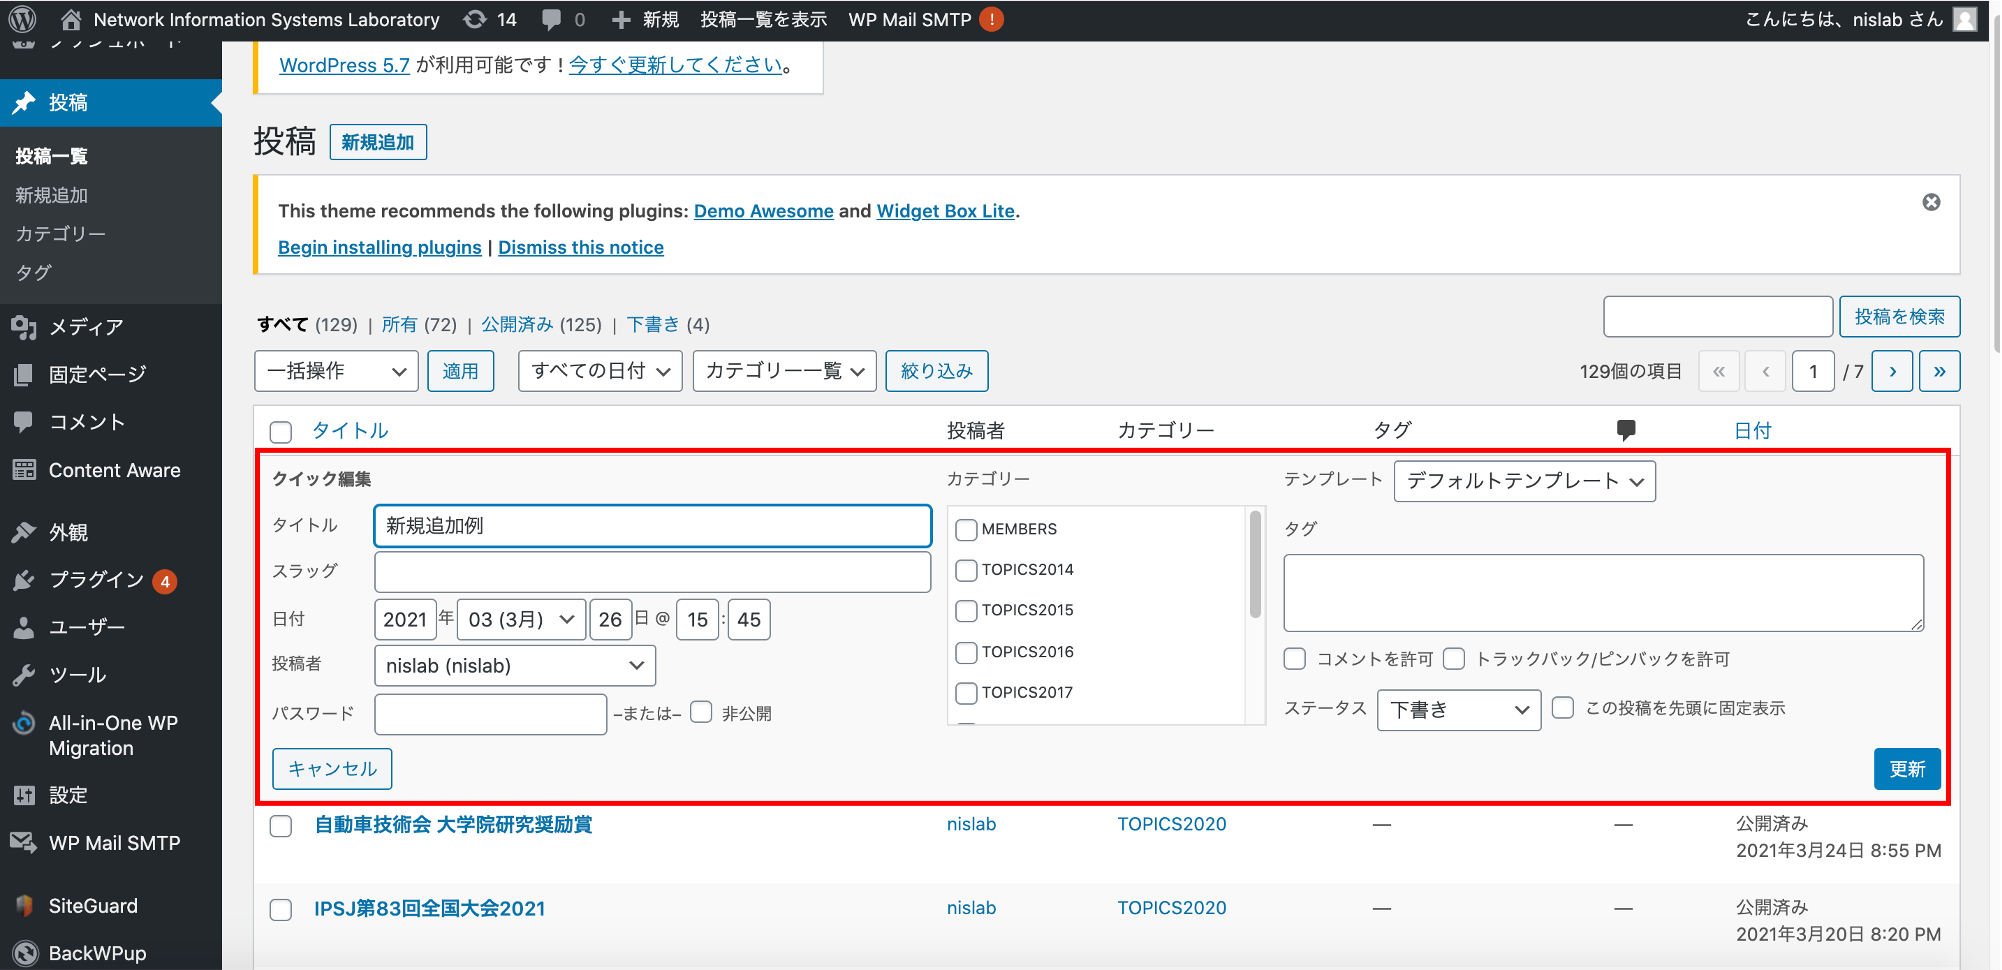 Network Information Systems Laboratory 14 0 新規 投稿一覧を表示 WP Mail SMTP ! こんにちは、nislab さん
ダッシュボード
投稿
投稿一覧
新規追加
カテゴリー
タグ
メディア
固定ページ
コメント
Content Aware
外観
プラグイン 4
ユーザー
ツール
All-in-One WP
Migration
設定
WP Mail SMTP
SiteGuard
BackWPup
WordPress 5.7 が利用可能です ! 今すぐ更新してください。
投稿 新規追加
This theme recommends the following plugins: Demo Awesome and Widget Box Lite.
Begin installing plugins | Dismiss this notice
すべて (129) | 所有 (72) | 公開済み (125) | 下書き (4)
投稿を検索
一括操作 適用 すべての日付 カテゴリー一覧 絞り込み 129個の項目 « ‹ 1 / 7 › »
タイトル 投稿者 カテゴリー タグ 日付
クイック編集
タイトル 新規追加例
スラッグ
日付 2021 年 03 (3月) 26 日 @ 15 : 45
投稿者 nislab (nislab)
パスワード –または– 非公開
キャンセル
カテゴリー
MEMBERS
TOPICS2014
TOPICS2015
TOPICS2016
TOPICS2017
テンプレート デフォルトテンプレート
タグ
コメントを許可 トラックバック/ピンバックを許可
ステータス 下書き この投稿を先頭に固定表示
更新
自動車技術会 大学院研究奨励賞 nislab TOPICS2020 — — 公開済み
2021年3月24日 8:55 PM
IPSJ第83回全国大会2021 nislab TOPICS2020 — — 公開済み
2021年3月20日 8:20 PM